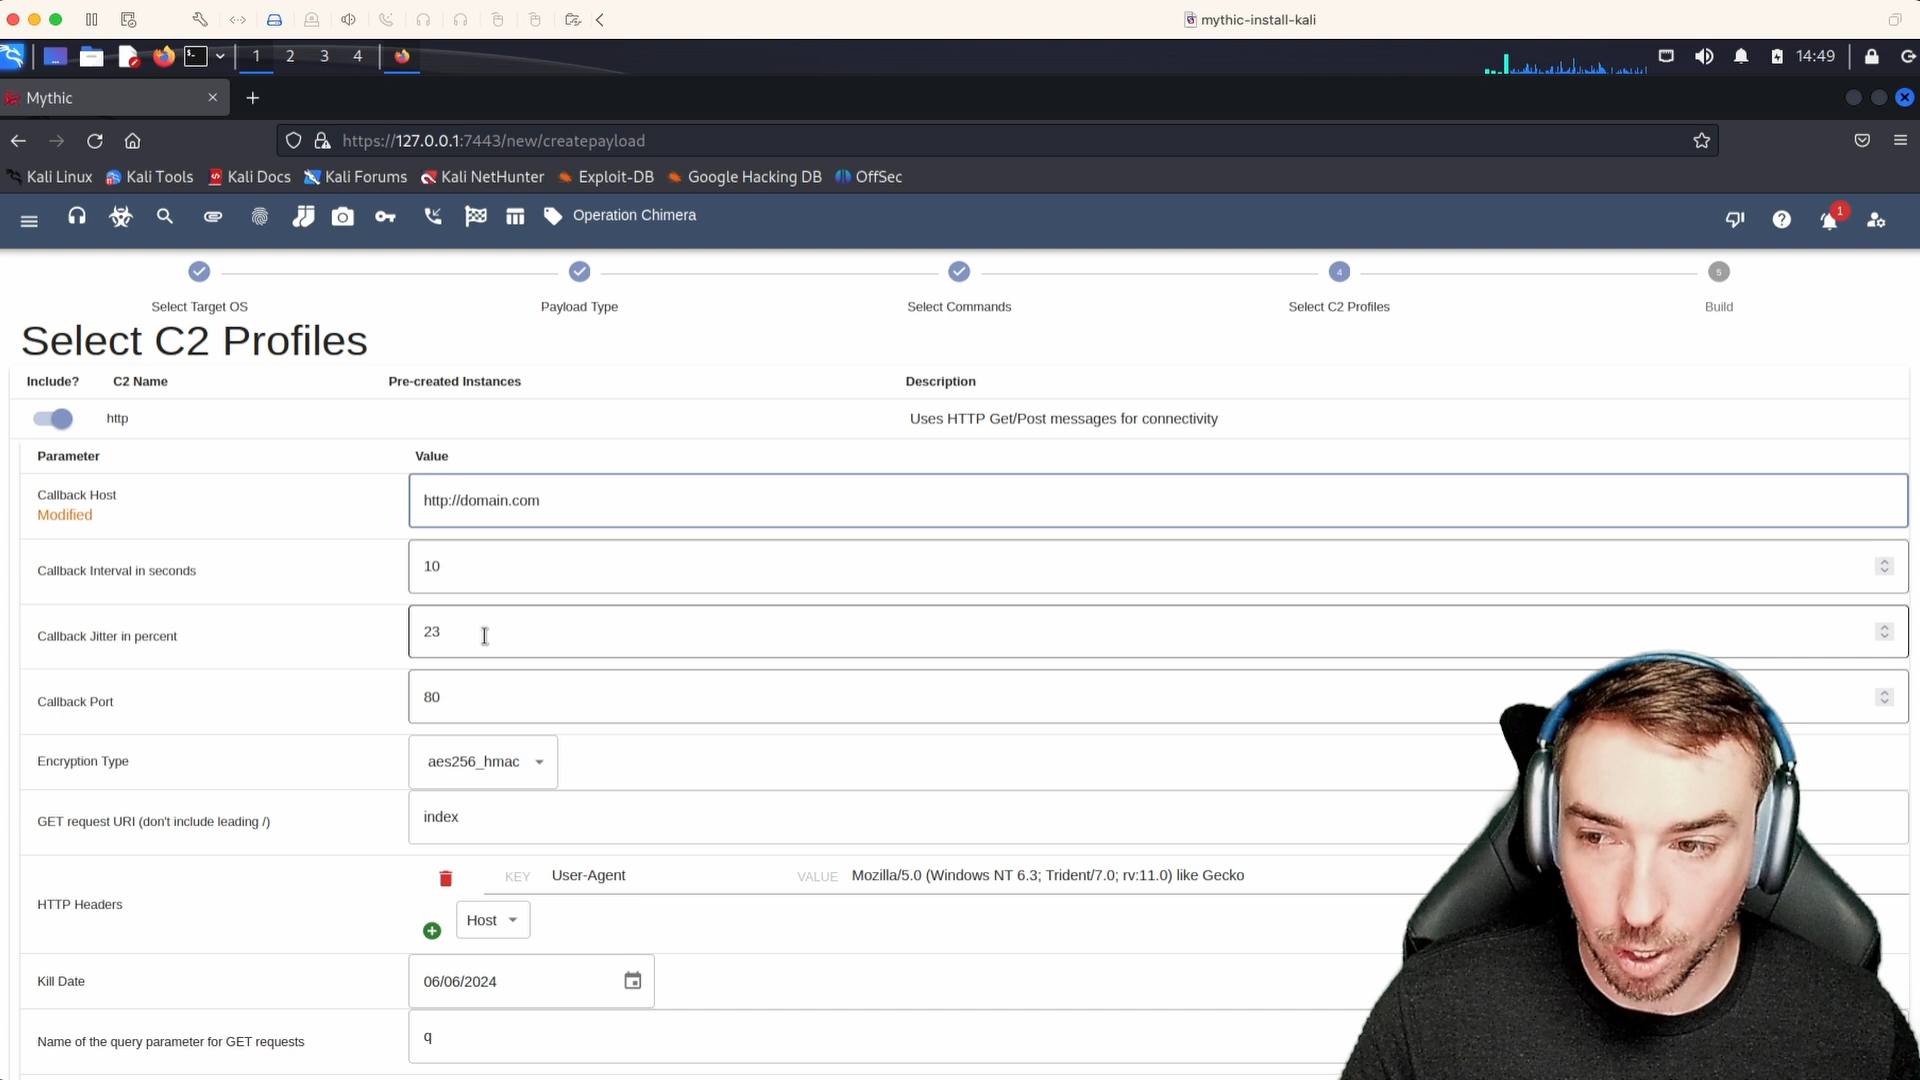 mythic-install-kali
1 2 3 4
14:49
Mythic
https://127.0.0.1:7443/new/createpayload
Kali Linux Kali Tools Kali Docs Kali Forums Kali NetHunter Exploit-DB Google Hacking DB OffSec
Operation Chimera
1
4 5
Select Target OS Payload Type Select Commands Select C2 Profiles Build
Select C2 Profiles
Include? C2 Name Pre-created Instances Description
http Uses HTTP Get/Post messages for connectivity
Parameter Value
Callback Host
Modified
http://domain.com
Callback Interval in seconds 10
Callback Jitter in percent 23
Callback Port 80
Encryption Type aes256_hmac
GET request URI (don't include leading /) index
HTTP Headers
KEY User-Agent VALUE Mozilla/5.0 (Windows NT 6.3; Trident/7.0; rv:11.0) like Gecko
Host
Kill Date 06/06/2024
Name of the query parameter for GET requests q